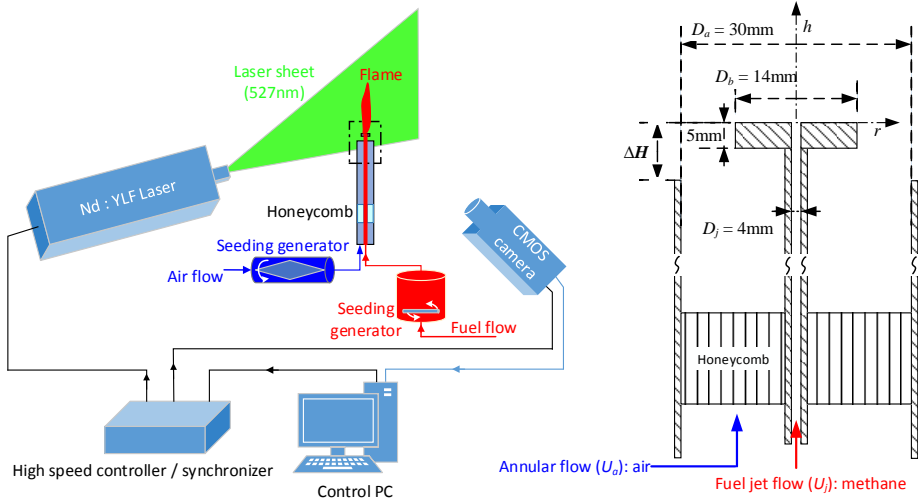 Laser sheet
(527nm)
Flame
Nd : YLF Laser
Honeycomb
Seeding generator
Air flow
CMOS
camera
Seeding
generator
Fuel flow
High speed controller / synchronizer
Control PC
Dₐ = 30mm
h
D_b = 14mm
r
5mm
ΔH
D_j = 4mm
Honeycomb
Annular flow (Uₐ): air
Fuel jet flow (U_j): methane